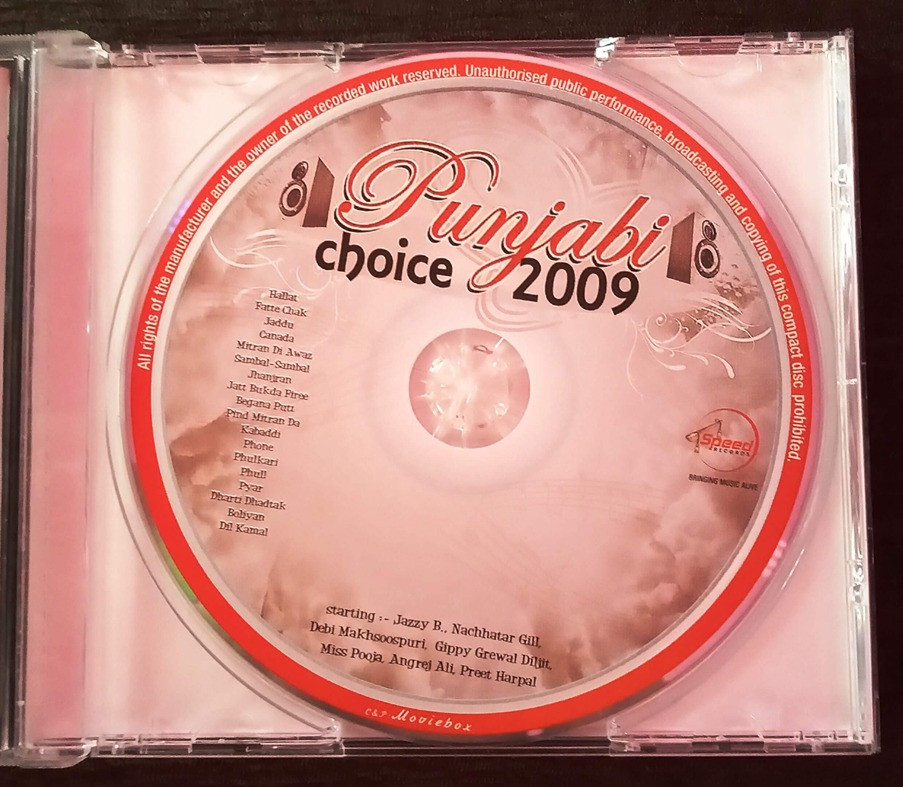 All rights of the manufacturer and the owner of the recorded work reserved. Unauthorised public performance, broadcasting and copying of this compact disc prohibited.
Punjabi
choice 2009
Hallat
Fatte Chak
Jaddu
Canada
Mitran Di Awaz
Sambal-Sambal
Jhanjran
Jatt Bukda Firee
Begana Putt
Pind Mitran Da
Kabaddi
Phone
Phulkari
Phull
Pyar
Dharti Dhadtak
Boliyan
Dil Kamal
Speed
RECORDS
BRINGING MUSIC ALIVE
starting :- Jazzy B., Nachhatar Gill,
Debi Makhsoospuri, Gippy Grewal Diljit,
Miss Pooja, Angrej Ali, Preet Harpal
C&P Moviebox